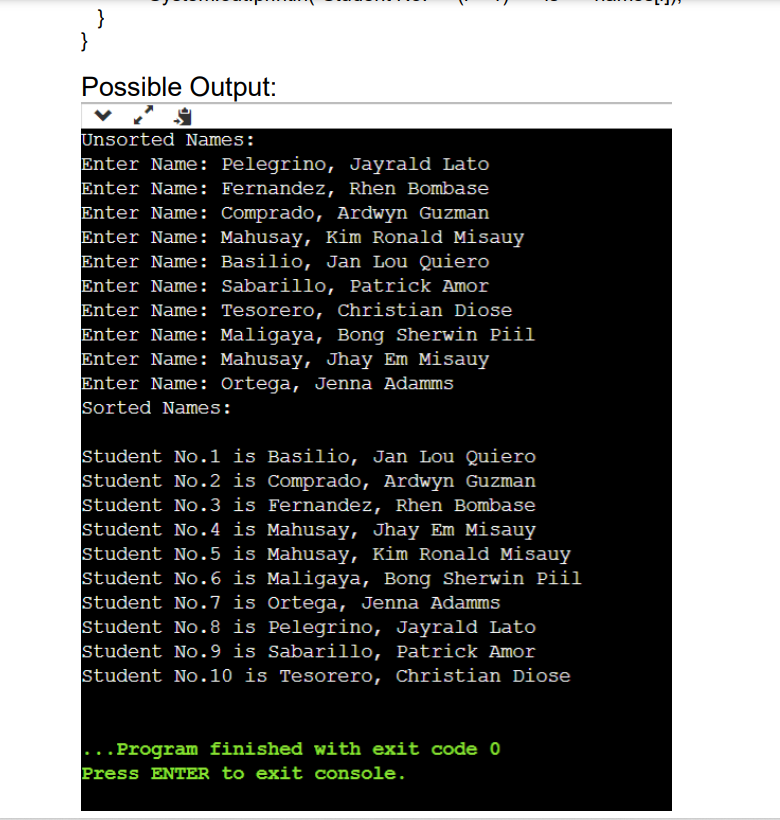 }
}
Possible Output:
Unsorted Names:
Enter Name: Pelegrino, Jayrald Lato
Enter Name: Fernandez, Rhen Bombase
Enter Name: Comprado, Ardwyn Guzman
Enter Name: Mahusay, Kim Ronald Misauy
Enter Name: Basilio, Jan Lou Quiero
Enter Name: Sabarillo, Patrick Amor
Enter Name: Tesorero, Christian Diose
Enter Name: Maligaya, Bong Sherwin Piil
Enter Name: Mahusay, Jhay Em Misauy
Enter Name: Ortega, Jenna Adamms
Sorted Names:
Student No.1 is Basilio, Jan Lou Quiero
Student No.2 is Comprado, Ardwyn Guzman
Student No.3 is Fernandez, Rhen Bombase
Student No.4 is Mahusay, Jhay Em Misauy
Student No.5 is Mahusay, Kim Ronald Misauy
Student No.6 is Maligaya, Bong Sherwin Piil
Student No.7 is Ortega, Jenna Adamms
Student No.8 is Pelegrino, Jayrald Lato
Student No.9 is Sabarillo, Patrick Amor
Student No.10 is Tesorero, Christian Diose
...Program finished with exit code 0
Press ENTER to exit console.